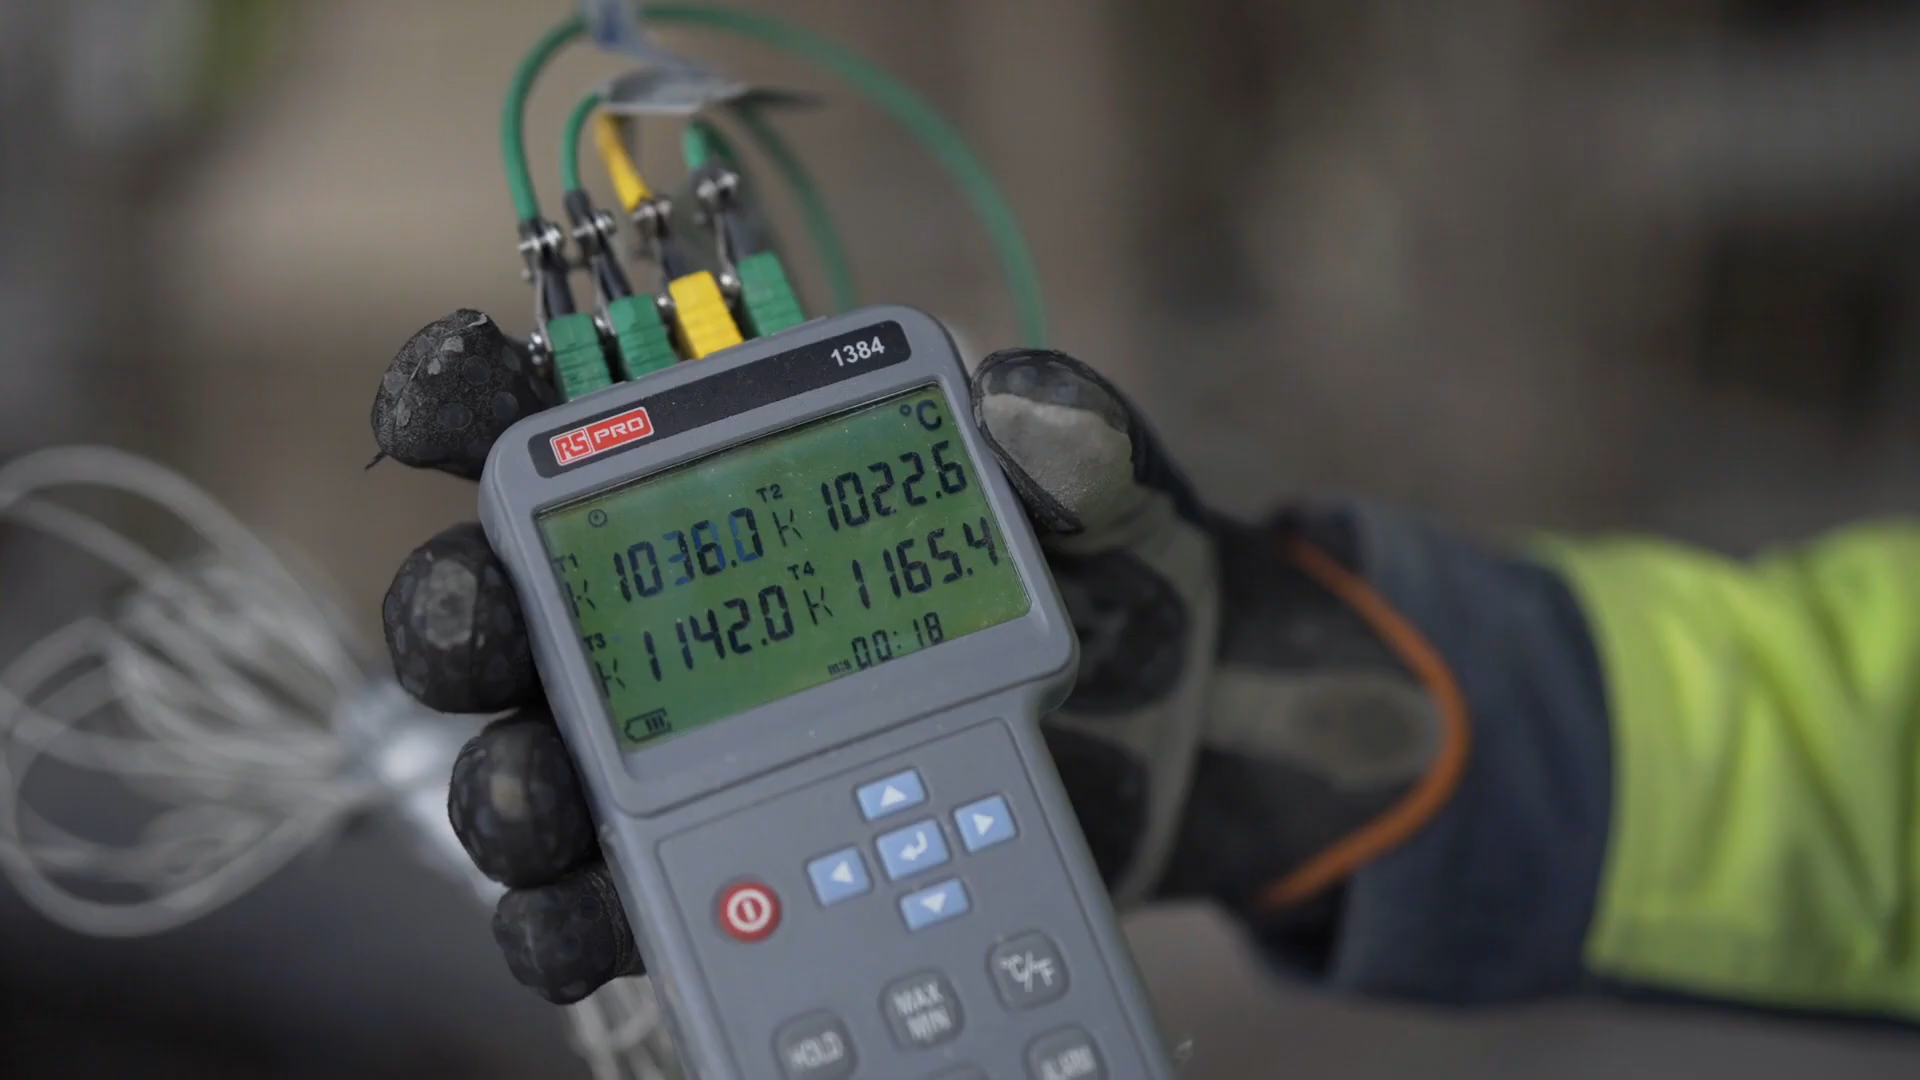 1384
RS PRO
°C
T1 K 1036.0 T2 K 1022.6
T3 K 1142.0 T4 K 1165.4
m:s 00:18
°C/°F
MAX
MIN
HOLD
ALARM